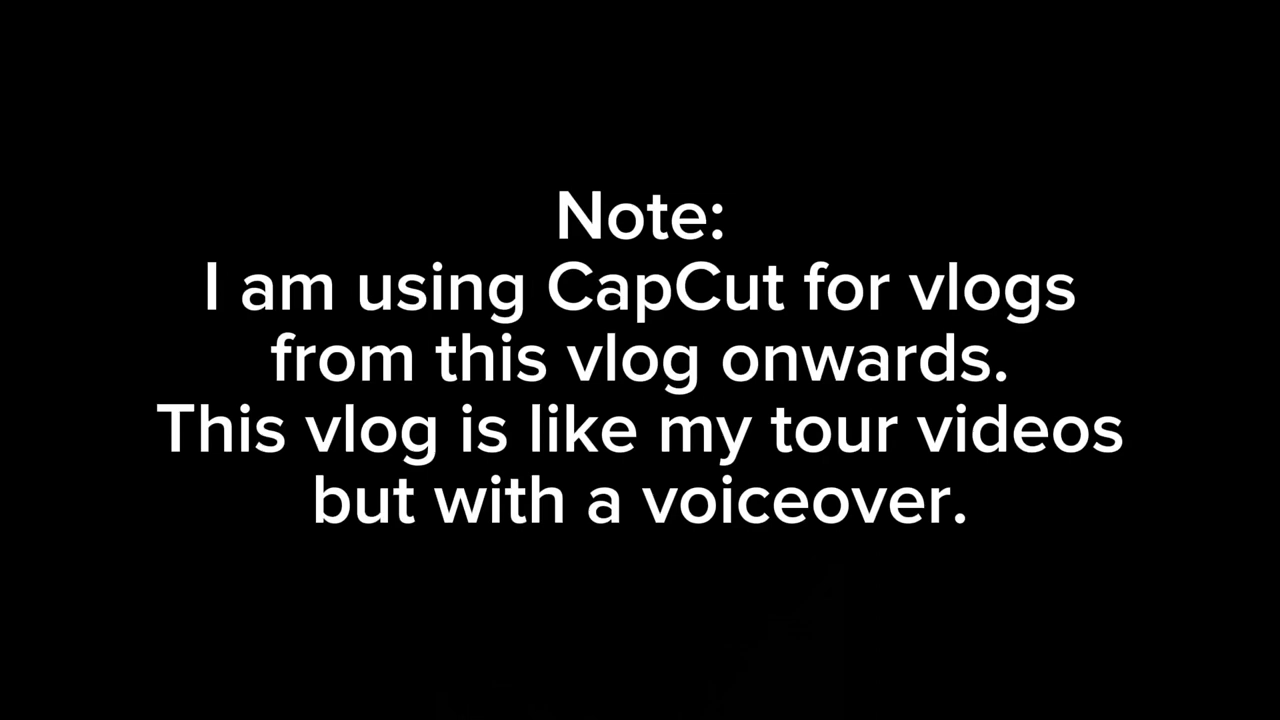 Note:
I am using CapCut for vlogs
from this vlog onwards.
This vlog is like my tour videos
but with a voiceover.